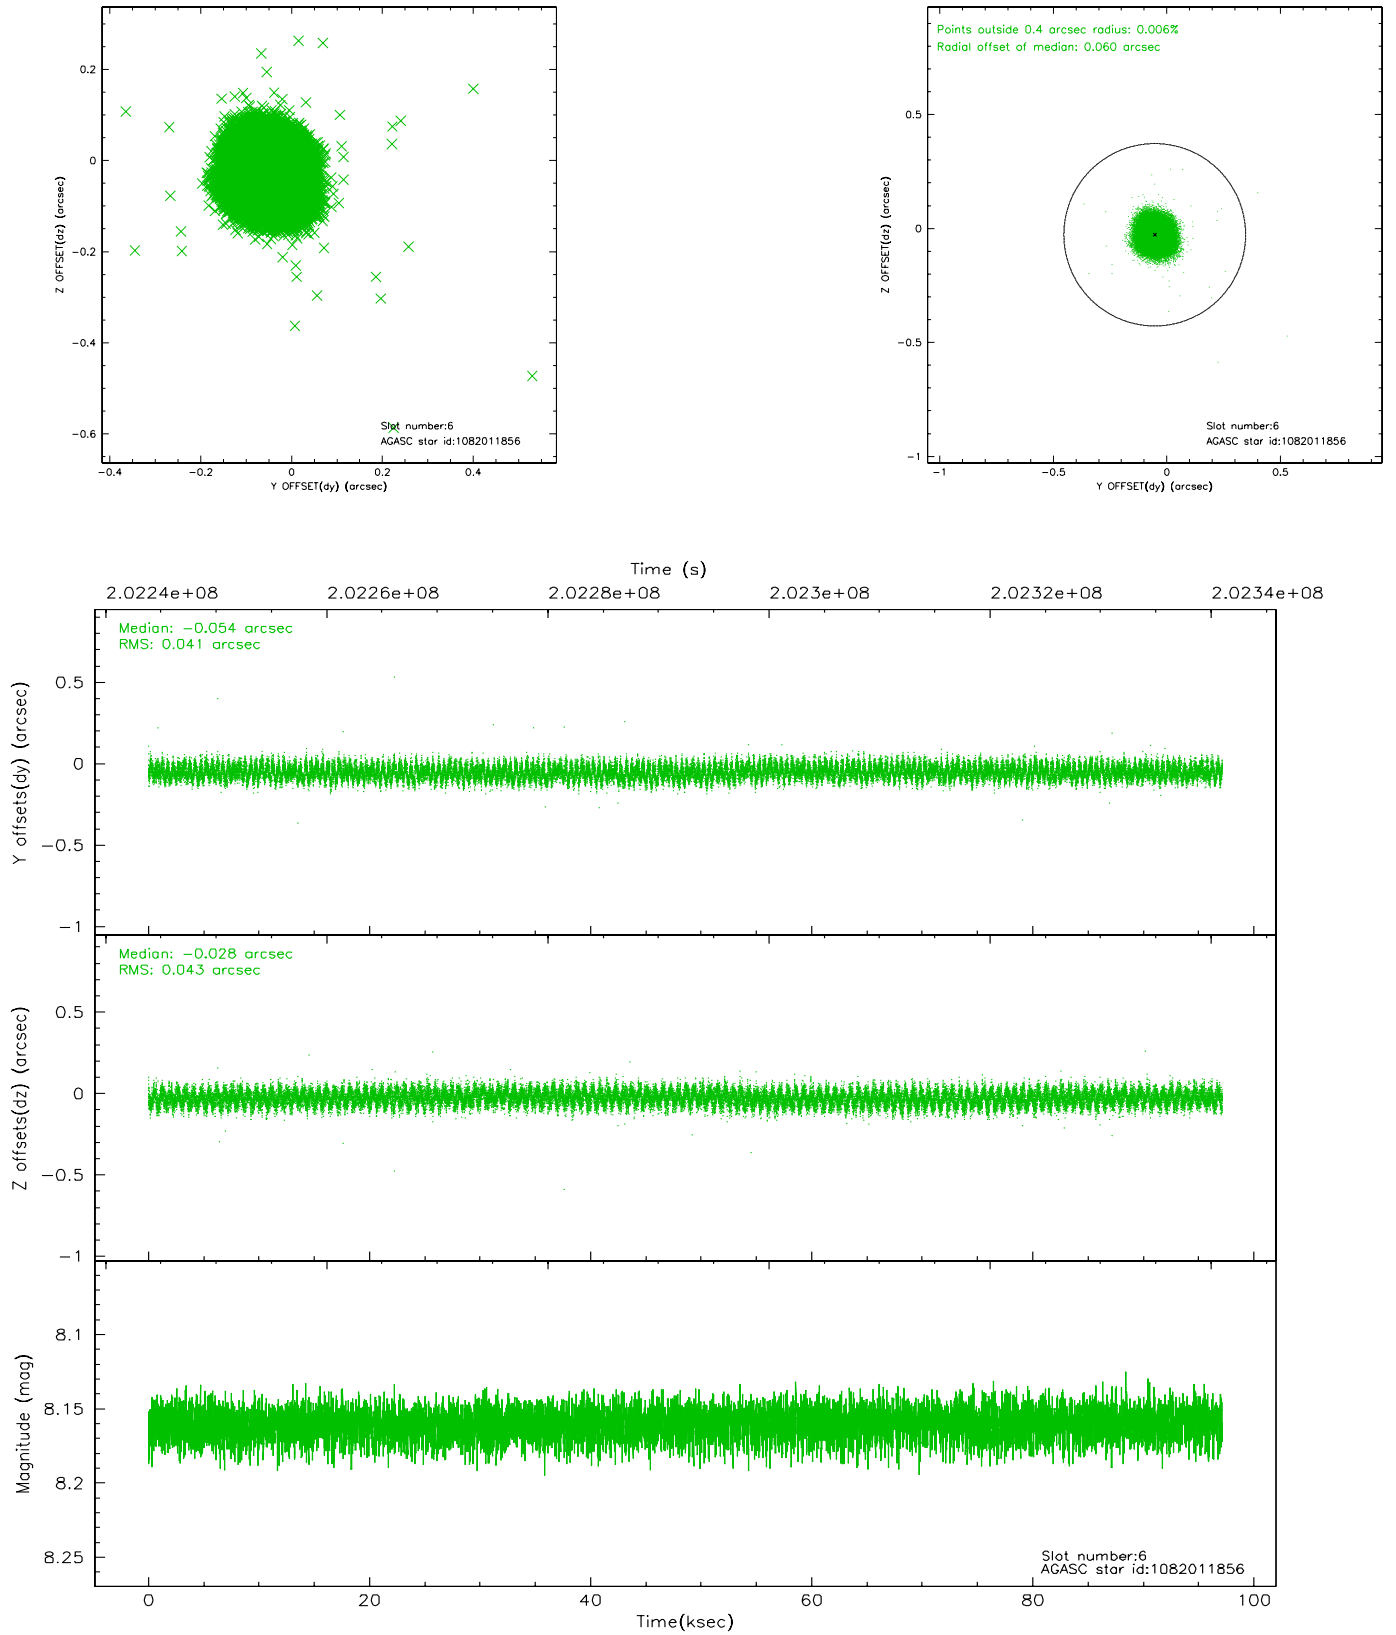 0.2
0
-0.2
-0.4
-0.6
-0.4
-0.2
0
0.2
0.4
Z OFFSET(dz) (arcsec)
Y OFFSET(dy) (arcsec)
Slot number:6
AGASC star id:1082011856
Points outside 0.4 arcsec radius: 0.006%
Radial offset of median: 0.060 arcsec
0.5
0
-0.5
-1
-1
-0.5
0
0.5
Z OFFSET(dz) (arcsec)
Y OFFSET(dy) (arcsec)
Slot number:6
AGASC star id:1082011856
Time (s)
2.0224e+08
2.0226e+08
2.0228e+08
2.023e+08
2.0232e+08
2.0234e+08
Median: -0.054 arcsec
RMS: 0.041 arcsec
0.5
0
-0.5
-1
Y offsets(dy) (arcsec)
Median: -0.028 arcsec
RMS: 0.043 arcsec
0.5
0
-0.5
-1
Z offsets(dz) (arcsec)
8.1
8.15
8.2
8.25
Magnitude (mag)
Slot number:6
AGASC star id:1082011856
0
20
40
60
80
100
Time(ksec)